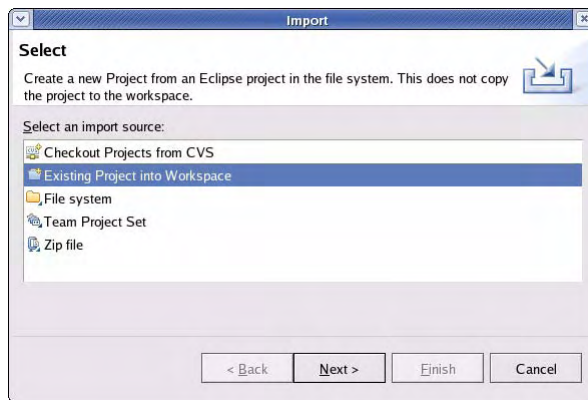 Import
Select
Create a new Project from an Eclipse project in the file system. This does not copy
the project to the workspace.
Select an import source:
Checkout Projects from CVS
Existing Project into Workspace
File system
Team Project Set
Zip file
< Back
Next >
Finish
Cancel